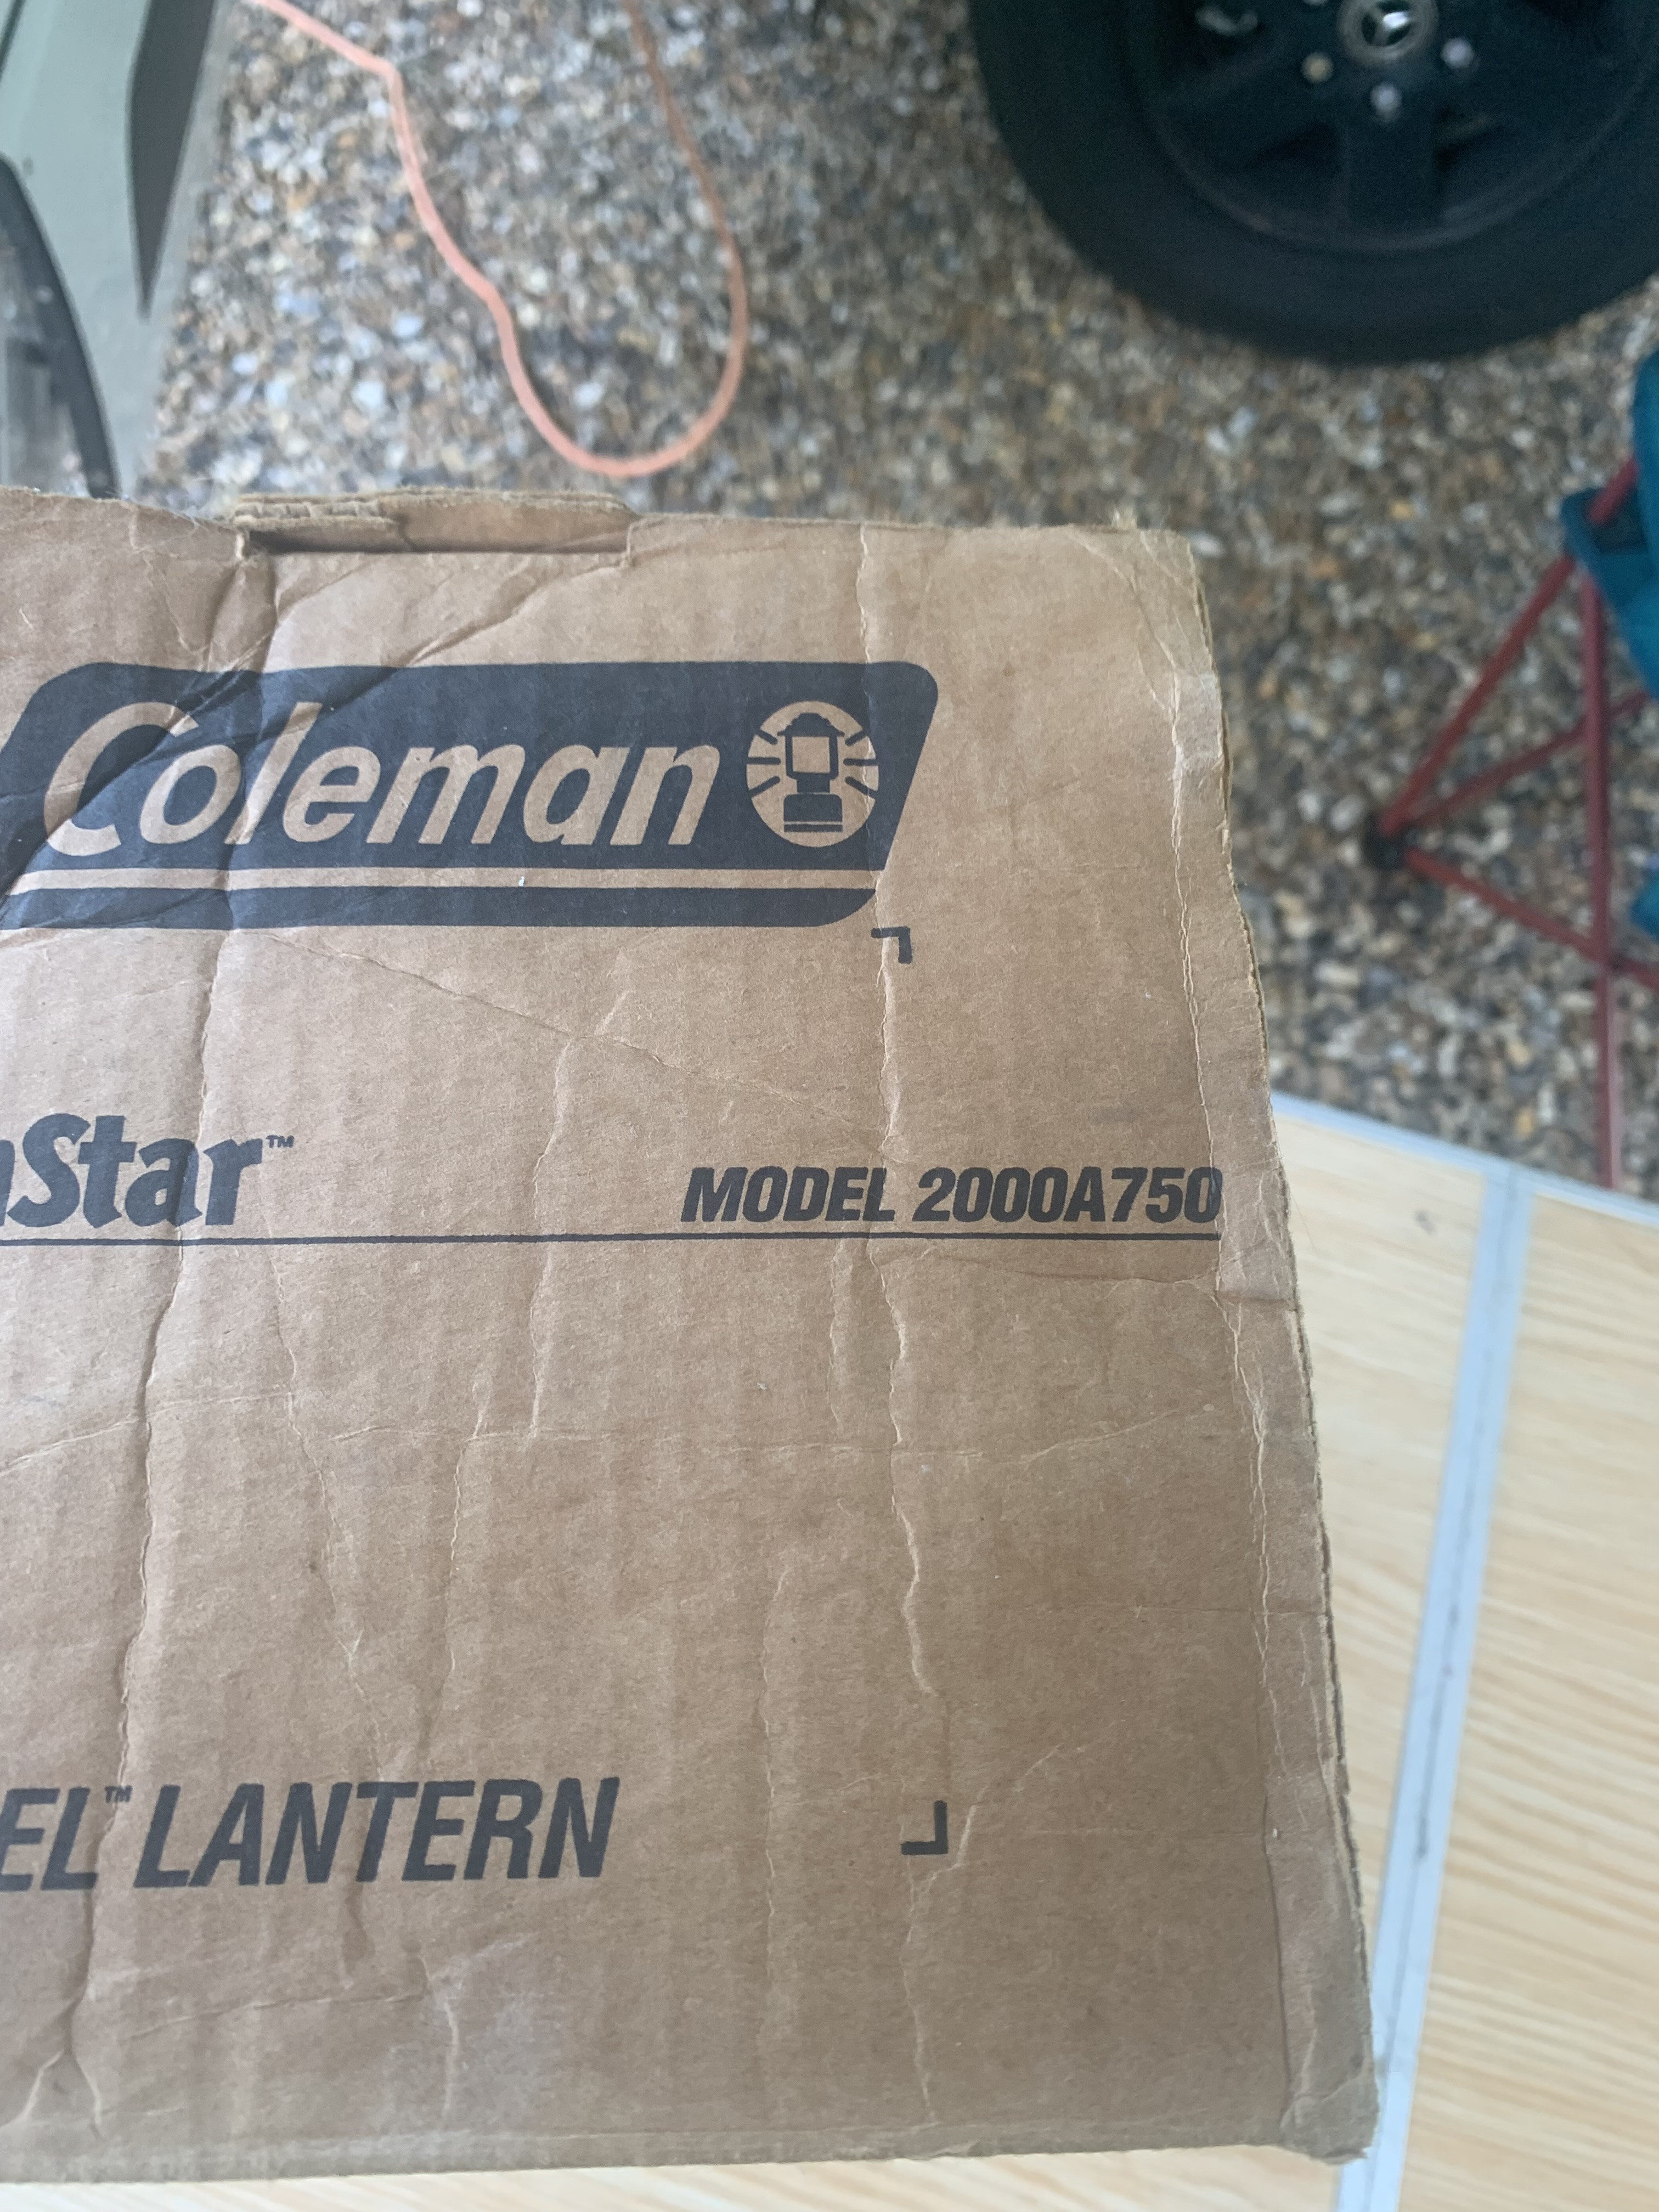 Coleman
Star™
MODEL 2000A750
EL™ LANTERN